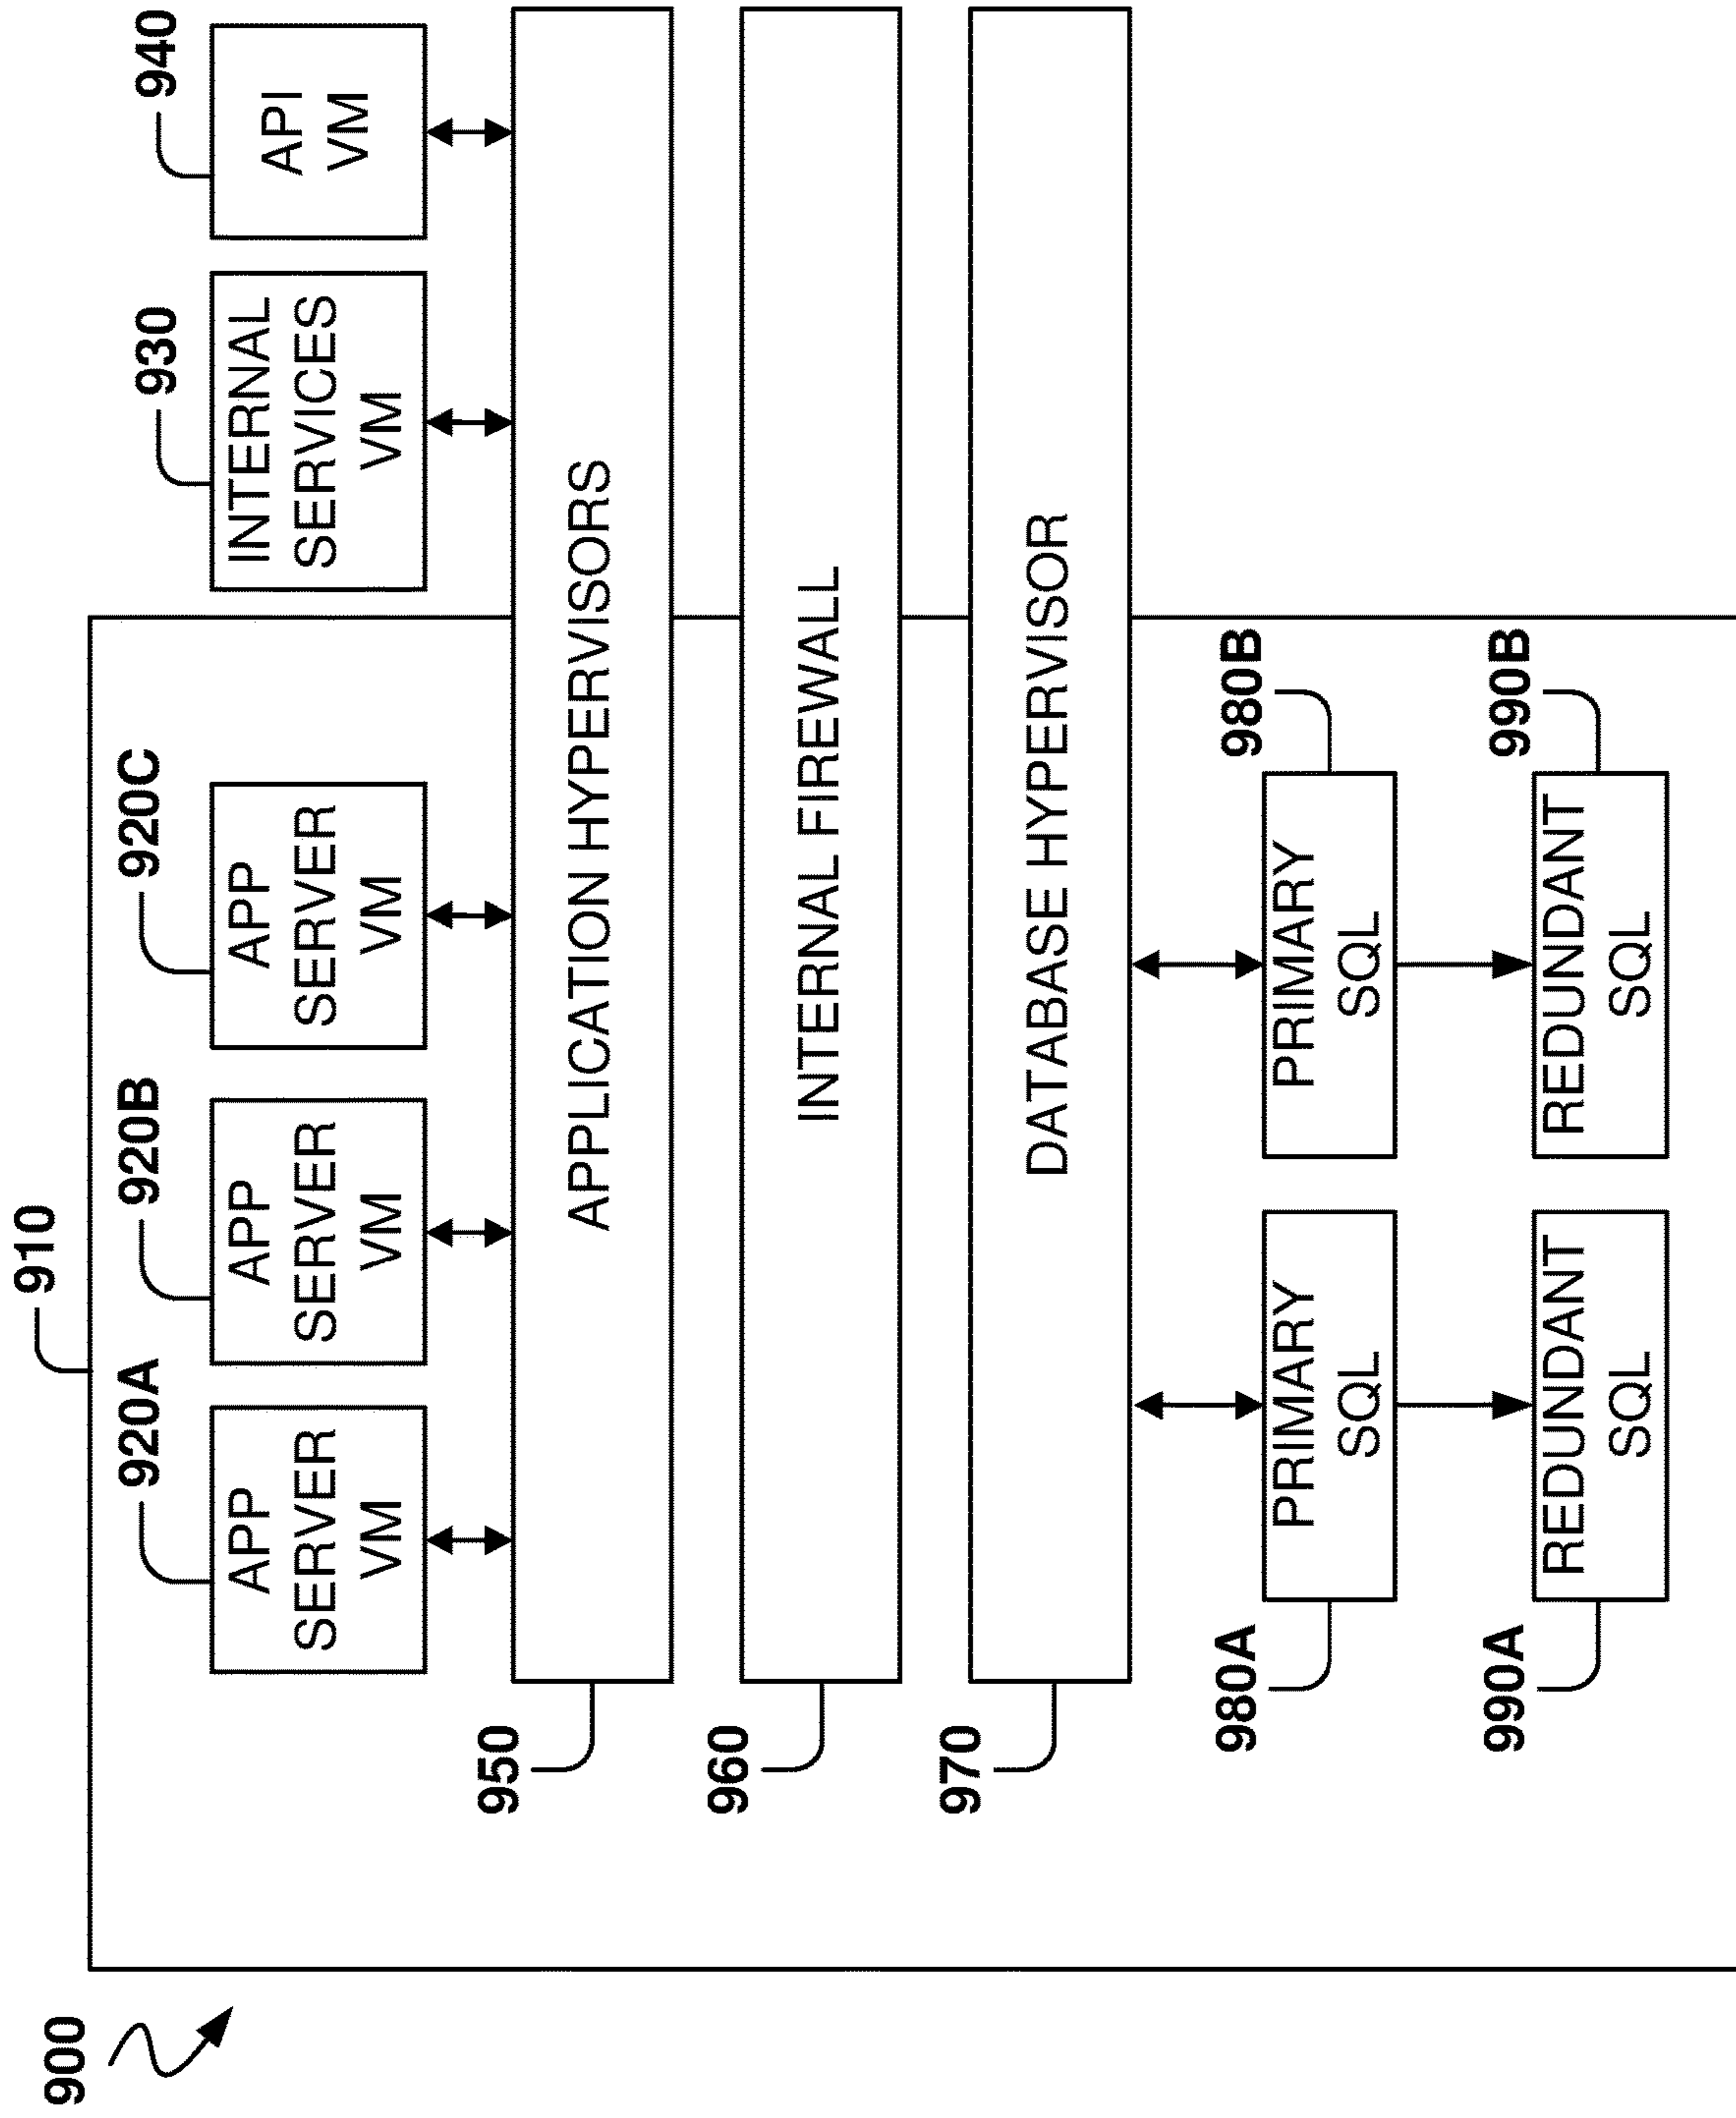 900
910
920A
920B
920C
930
940
APP
SERVER
VM
APP
SERVER
VM
APP
SERVER
VM
INTERNAL
SERVICES
VM
API
VM
950
APPLICATION HYPERVISORS
960
INTERNAL FIREWALL
970
DATABASE HYPERVISOR
980A
PRIMARY
SQL
PRIMARY
SQL
980B
990A
REDUNDANT
SQL
REDUNDANT
SQL
990B